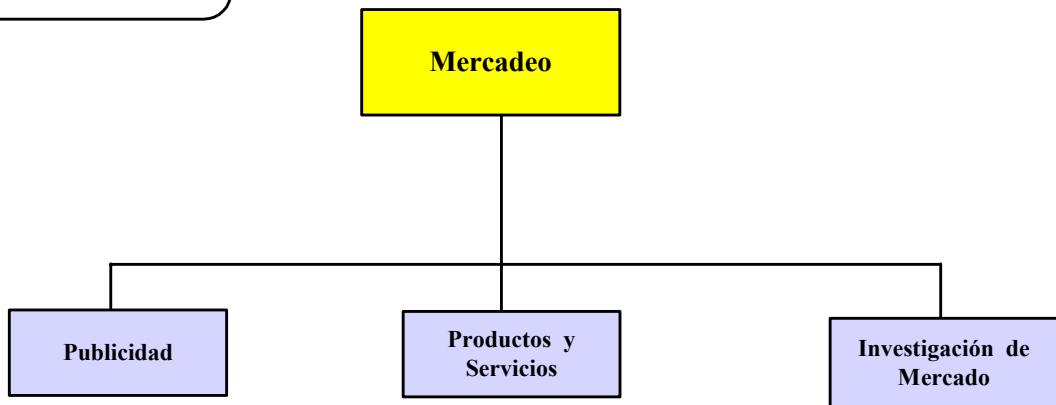 Mercadeo
Publicidad
Productos y
Servicios
Investigación de
Mercado